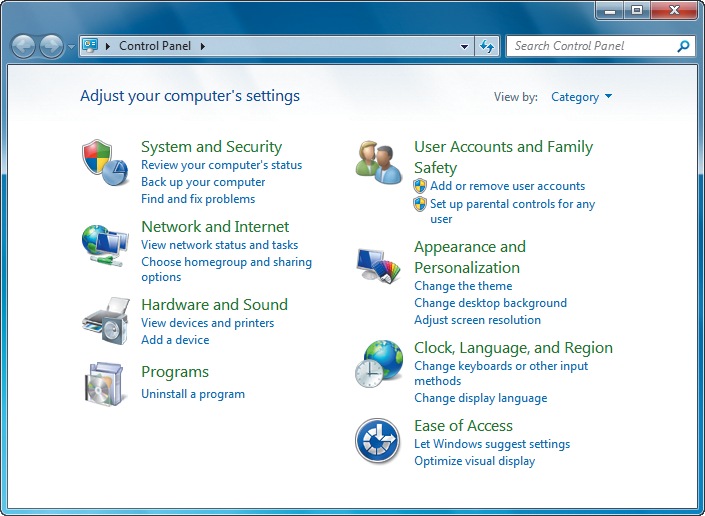 Control Panel
Search Control Panel
Adjust your computer's settings
View by: Category
System and Security
Review your computer's status
Back up your computer
Find and fix problems
Network and Internet
View network status and tasks
Choose homegroup and sharing
options
Hardware and Sound
View devices and printers
Add a device
Programs
Uninstall a program
User Accounts and Family
Safety
Add or remove user accounts
Set up parental controls for any
user
Appearance and
Personalization
Change the theme
Change desktop background
Adjust screen resolution
Clock, Language, and Region
Change keyboards or other input
methods
Change display language
Ease of Access
Let Windows suggest settings
Optimize visual display